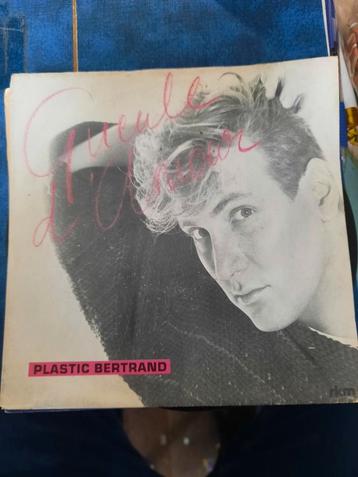 Gueule
d'Amour
PLASTIC BERTRAND
rkm